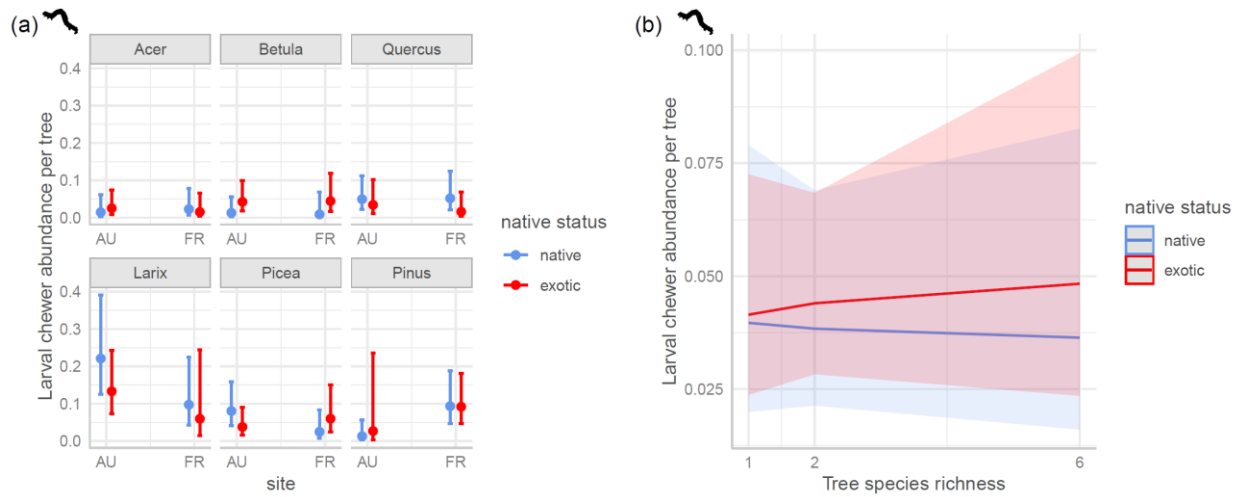 (a)
Larval chewer abundance per tree
Acer
Betula
Quercus
0.4
0.3
0.2
0.1
0.0
AU
FR
AU
FR
AU
FR
Larix
Picea
Pinus
0.4
0.3
0.2
0.1
0.0
AU
FR
AU
FR
AU
FR
site
native status
native
exotic
(b)
Larval chewer abundance per tree
0.100
0.075
0.050
0.025
1
2
6
Tree species richness
native status
native
exotic